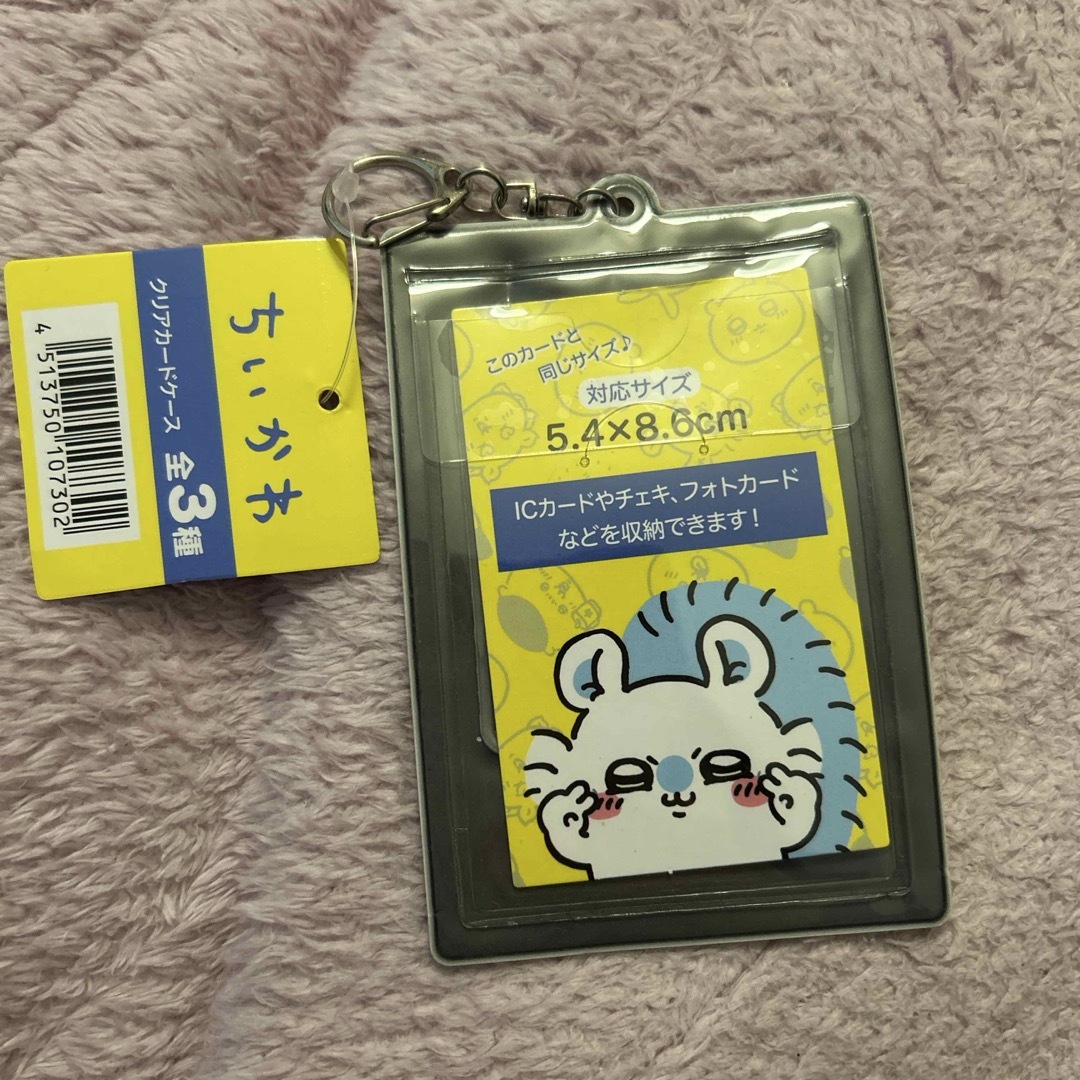 ちいかわ
クリアカードケース 全3種
4 513750 107302
このカードと
同じサイズ♪
対応サイズ
5.4×8.6cm
ICカードやチェキ、フォトカード
などを収納できます！